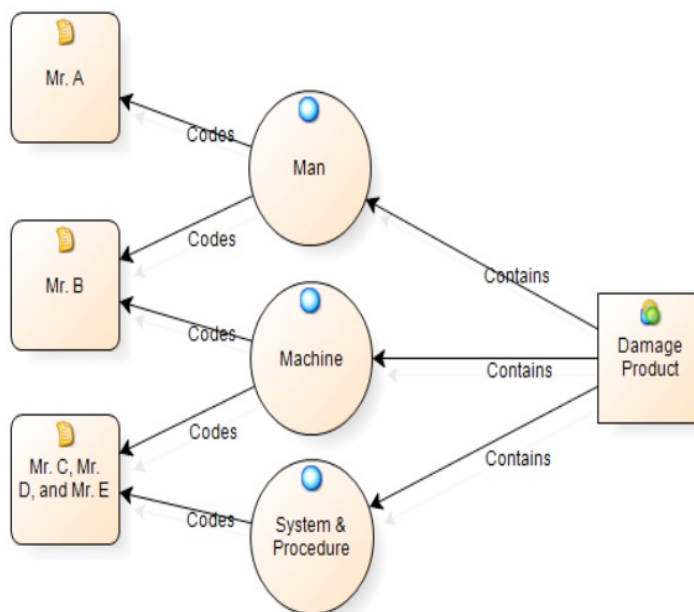 Mr. A
Codes
Man
Codes
Mr. B
Contains
Codes
Machine
Contains
Damage
Product
Codes
Mr. C, Mr.
D, and Mr. E
Contains
Codes
System &
Procedure